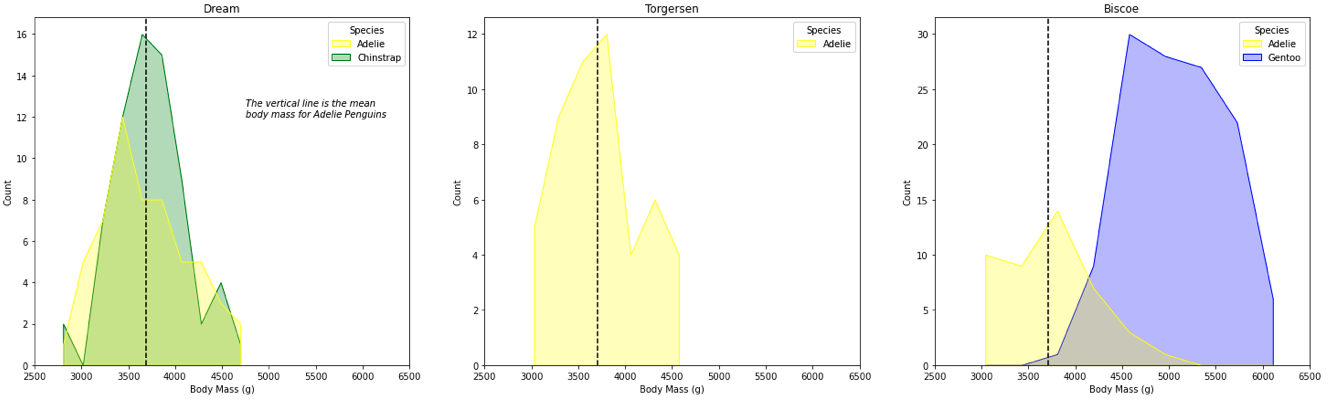 Dream
Species
Adelie
Chinstrap
The vertical line is the mean
body mass for Adelie Penguins
Count
16
14
12
10
8
6
4
2
0
2500 3000 3500 4000 4500 5000 5500 6000 6500
Body Mass (g)
Torgersen
Species
Adelie
Count
12
10
8
6
4
2
0
2500 3000 3500 4000 4500 5000 5500 6000 6500
Body Mass (g)
Biscoe
Species
Adelie
Gentoo
Count
30
25
20
15
10
5
0
2500 3000 3500 4000 4500 5000 5500 6000 6500
Body Mass (g)